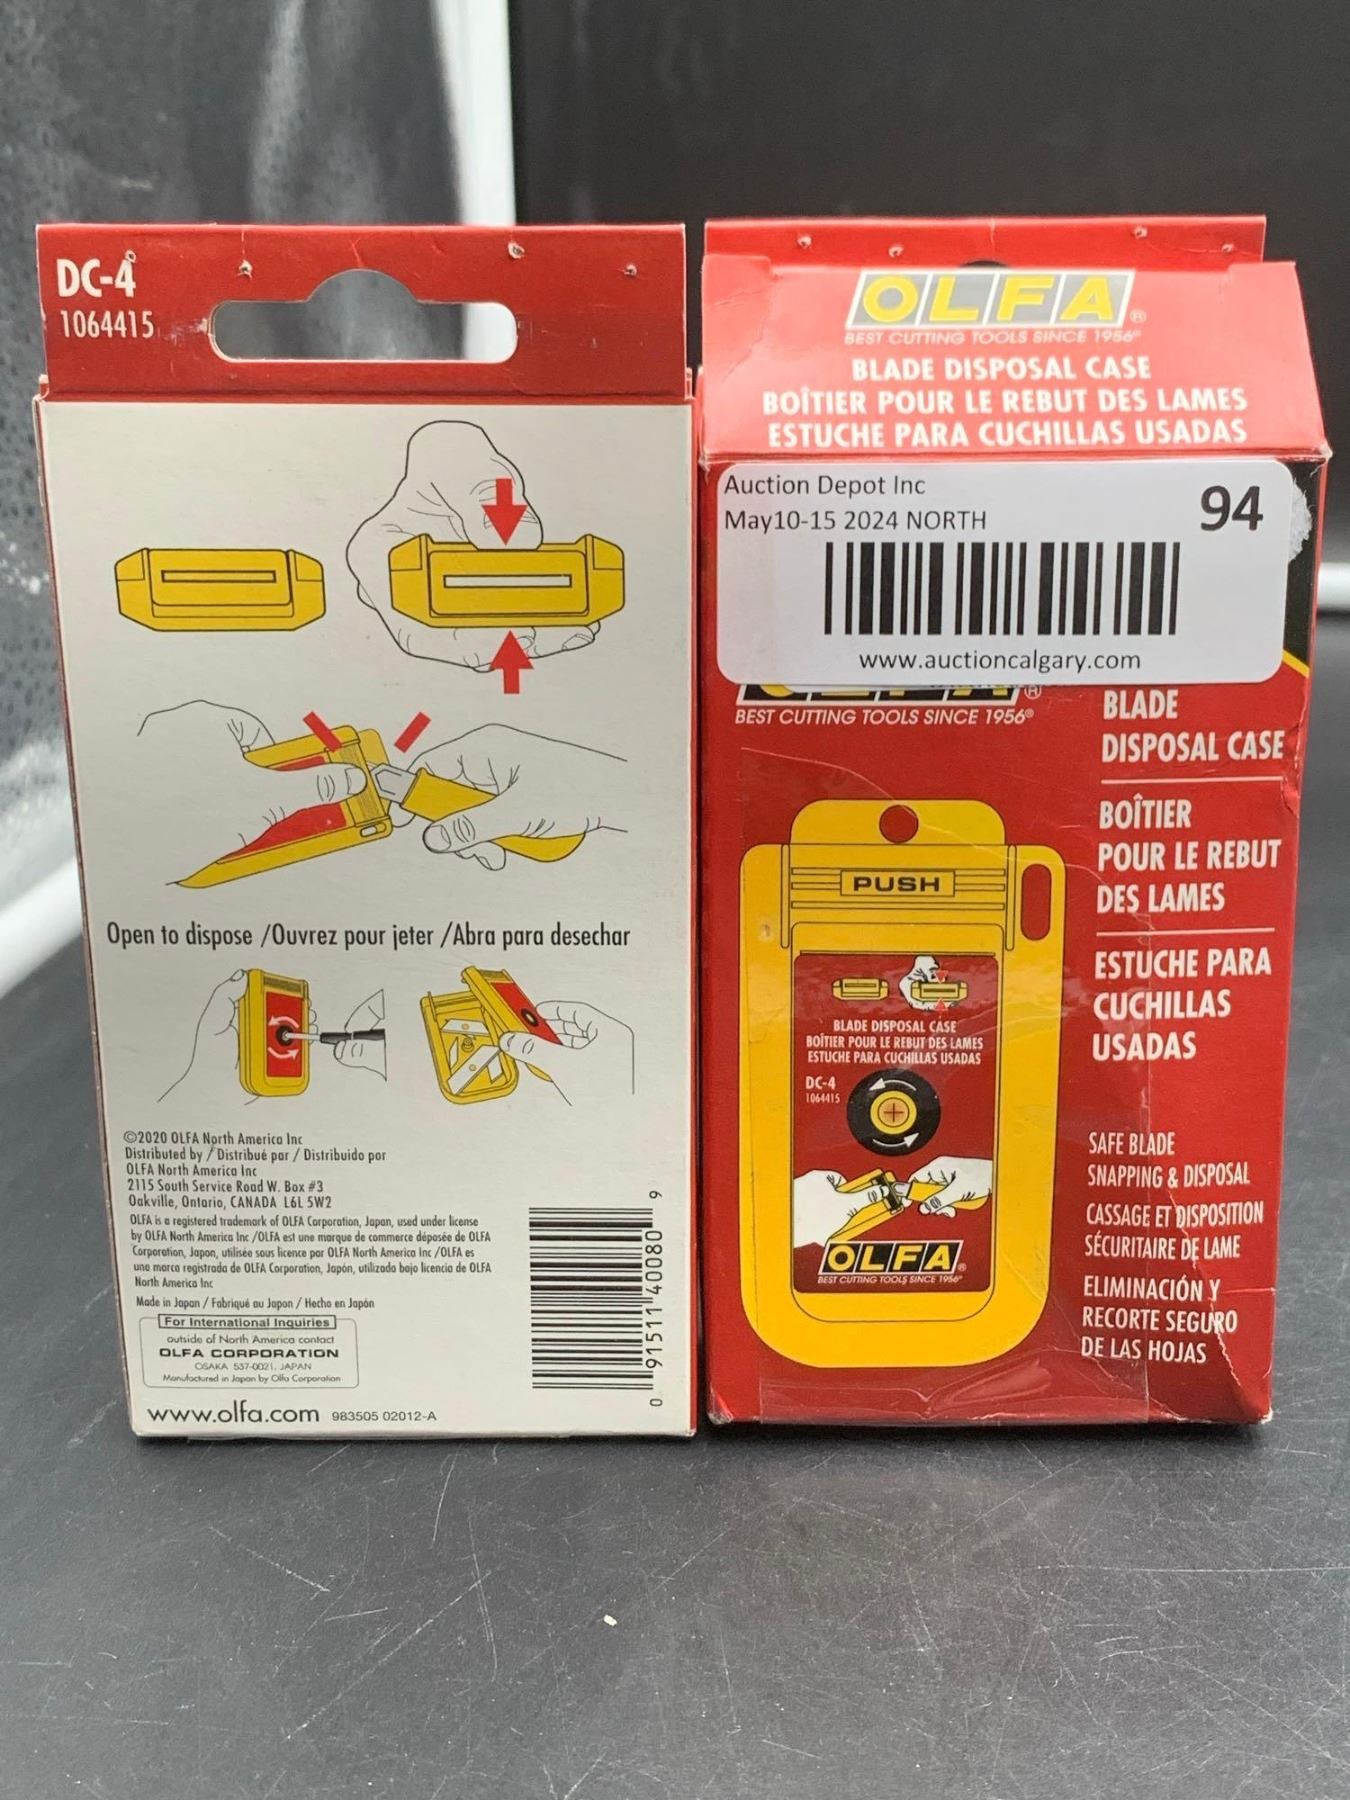 DC-4
1064415
Open to dispose /Ouvrez pour jeter /Abra para desechar
©2020 OLFA North America Inc
Distributed by / Distribué par / Distribuido por
OLFA North America Inc
2115 South Service Road W. Box #3
Oakville, Ontario, CANADA L6L 5W2
OLFA is a registered trademark of OLFA Corporation, Japan, used under license
by OLFA North America Inc /OLFA est une marque de commerce déposée de OLFA
Corporation, Japon, utilisée sous licence par OLFA North America Inc /OLFA es
una marca registrada de OLFA Corporation, Japón, utilizada bajo licencia de OLFA
North America Inc
Made in Japan / Fabriqué au Japon / Hecho en Japón
For International Inquiries
outside of North America contact
OLFA CORPORATION
OSAKA 537-0021, JAPAN
Manufactured in Japan by Olfa Corporation
www.olfa.com 983505 02012-A
0 91511 40080 9
OLFA®
BEST CUTTING TOOLS SINCE 1956®
BLADE DISPOSAL CASE
BOÎTIER POUR LE REBUT DES LAMES
ESTUCHE PARA CUCHILLAS USADAS
Auction Depot Inc
94
May10-15 2024 NORTH
www.auctioncalgary.com
®
BEST CUTTING TOOLS SINCE 1956®
BLADE
DISPOSAL CASE
BOÎTIER
POUR LE REBUT
DES LAMES
ESTUCHE PARA
CUCHILLAS
USADAS
PUSH
BLADE DISPOSAL CASE
BOÎTIER POUR LE REBUT DES LAMES
ESTUCHE PARA CUCHILLAS USADAS
DC-4
1064415
OLFA®
BEST CUTTING TOOLS SINCE 1956®
SAFE BLADE
SNAPPING & DISPOSAL
CASSAGE ET DISPOSITION
SÉCURITAIRE DE LAME
ELIMINACIÓN Y
RECORTE SEGURO
DE LAS HOJAS